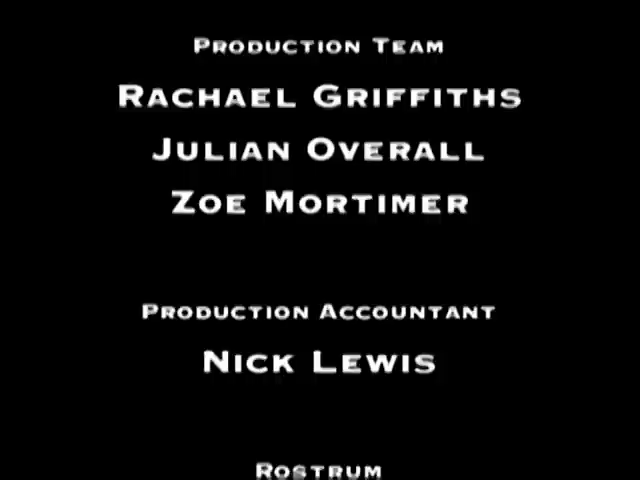 PRODUCTION TEAM
RACHAEL GRIFFITHS
JULIAN OVERALL
ZOE MORTIMER
PRODUCTION ACCOUNTANT
NICK LEWIS
ROSTRUM